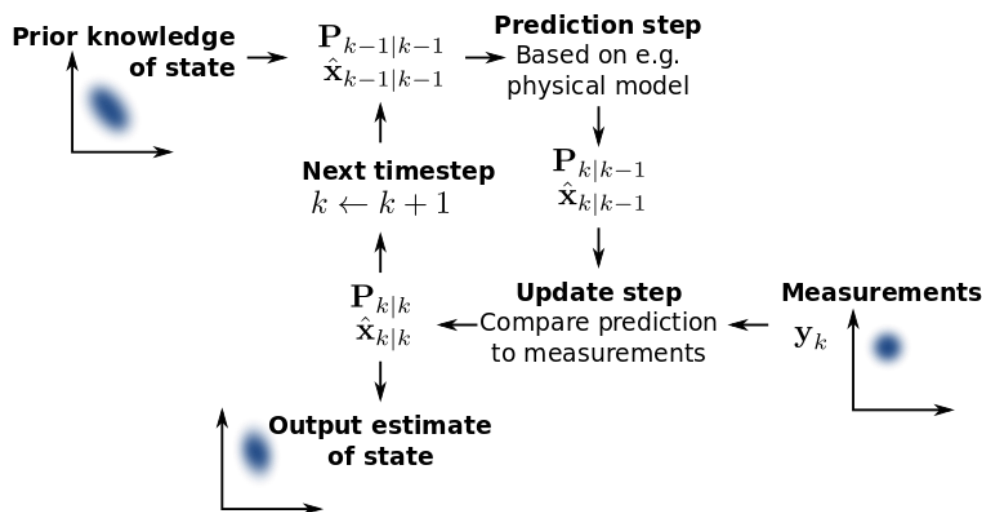 Prior knowledge
of state
P_{k−1|k−1}
x̂_{k−1|k−1}
Prediction step
Based on e.g.
physical model
P_{k|k−1}
x̂_{k|k−1}
Next timestep
k ← k + 1
P_{k|k}
x̂_{k|k}
Update step
Compare prediction
to measurements
Measurements
y_k
Output estimate
of state